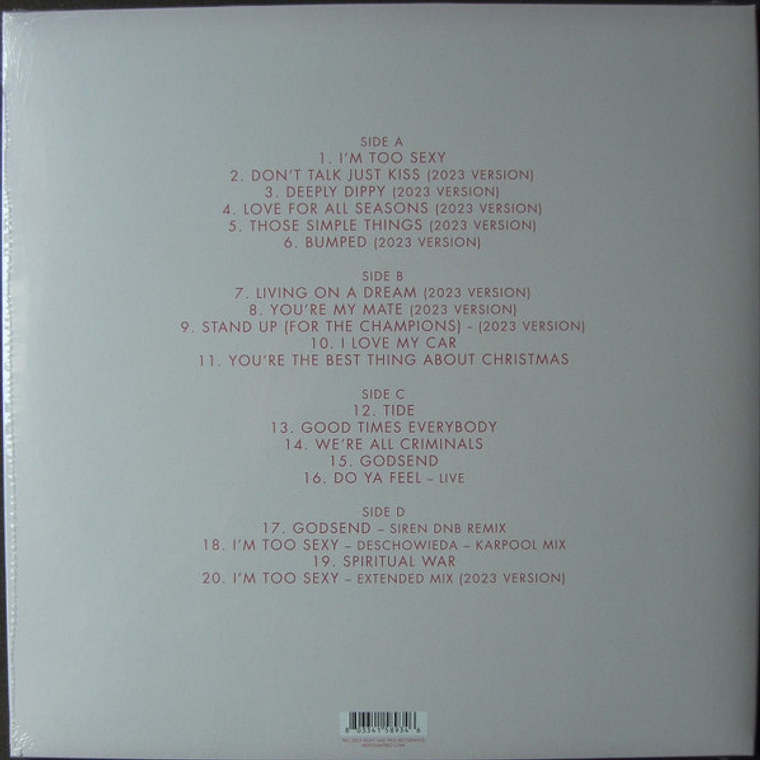 SIDE A
1. I'M TOO SEXY
2. DON'T TALK JUST KISS (2023 VERSION)
3. DEEPLY DIPPY (2023 VERSION)
4. LOVE FOR ALL SEASONS (2023 VERSION)
5. THOSE SIMPLE THINGS (2023 VERSION)
6. BUMPED (2023 VERSION)
SIDE B
7. LIVING ON A DREAM (2023 VERSION)
8. YOU'RE MY MATE (2023 VERSION)
9. STAND UP (FOR THE CHAMPIONS) - (2023 VERSION)
10. I LOVE MY CAR
11. YOU'RE THE BEST THING ABOUT CHRISTMAS
SIDE C
12. TIDE
13. GOOD TIMES EVERYBODY
14. WE'RE ALL CRIMINALS
15. GODSEND
16. DO YA FEEL – LIVE
SIDE D
17. GODSEND – SIREN DNB REMIX
18. I'M TOO SEXY – DESCHOWIEDA – KARPOOL MIX
19. SPIRITUAL WAR
20. I'M TOO SEXY – EXTENDED MIX (2023 VERSION)
8 03341 58934 6